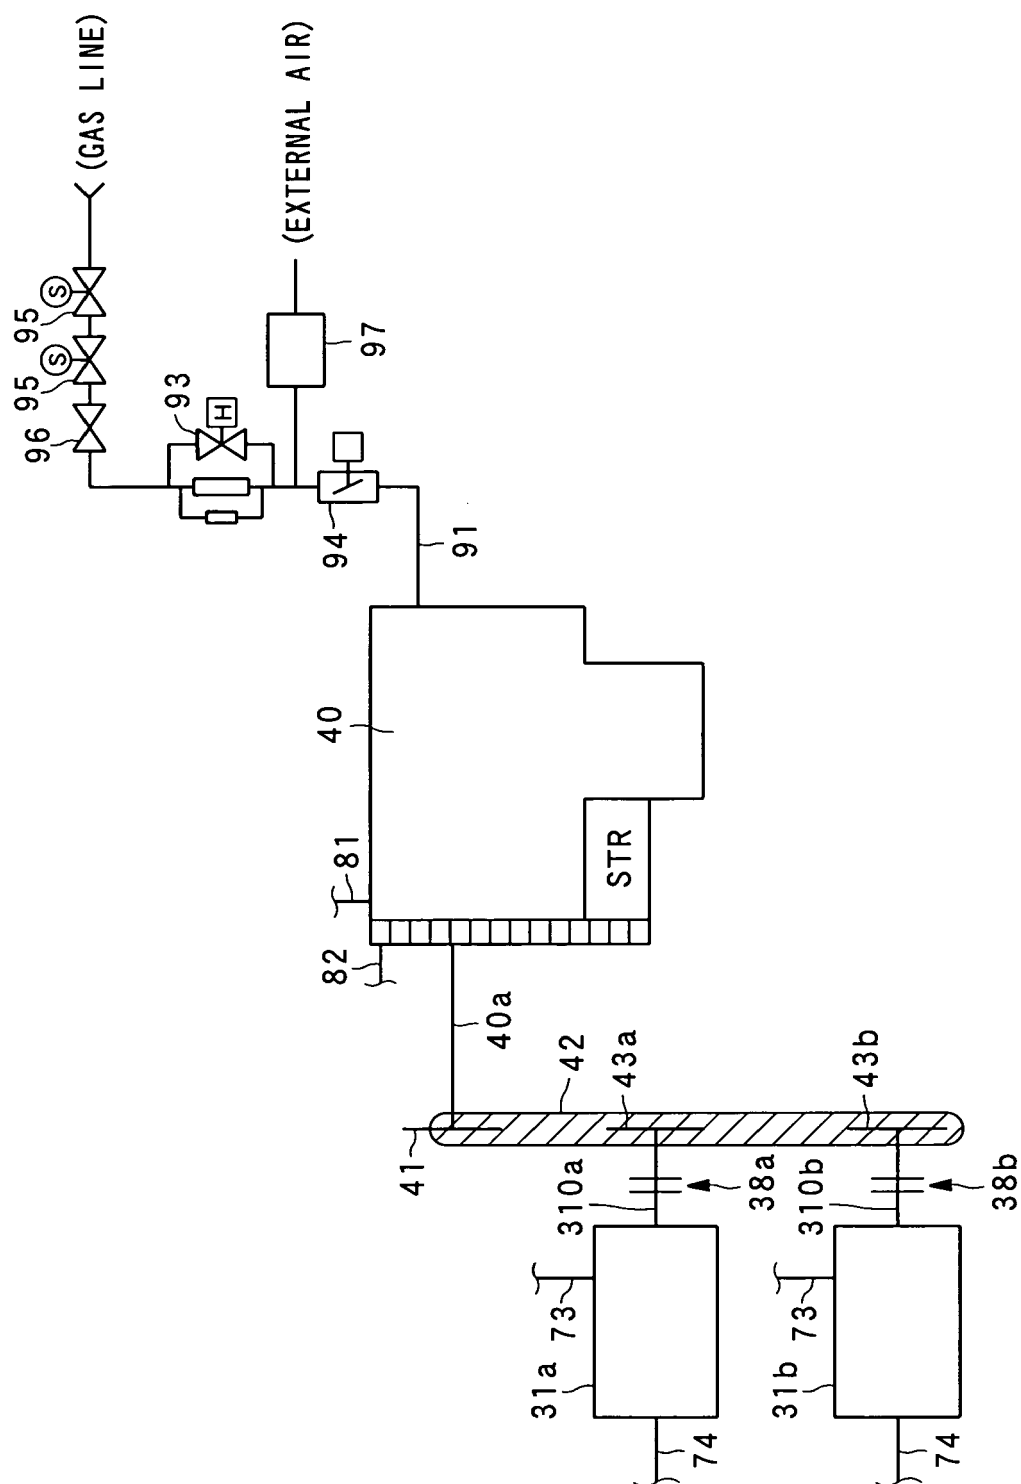 (GAS LINE)
(EXTERNAL AIR)
S
95
S
95
96
H
93
97
94
91
40
81
STR
82
40a
42
43a
43b
41
310a
38a
310b
38b
73
73
31a
31b
74
74